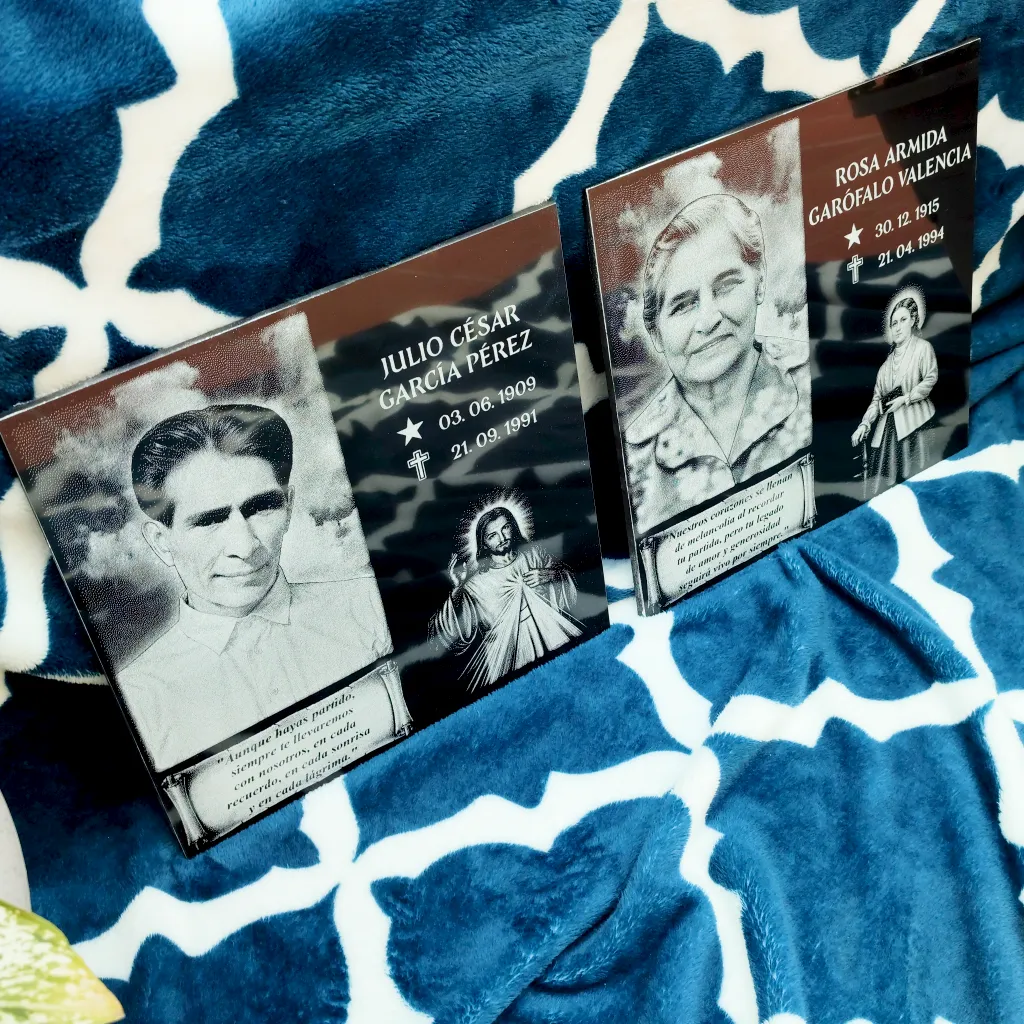 JULIO CÉSAR
GARCÍA PÉREZ
03. 06. 1909
21. 09. 1991
"Aunque hayas partido,
siempre te llevaremos
con nosotros, en cada
recuerdo, en cada sonrisa
y en cada lágrima."
ROSA ARMIDA
GARÓFALO VALENCIA
30. 12. 1915
21. 04. 1994
"Nuestros corazones se llenan
de melancolía al recordar
tu partida, pero tu legado
de amor y generosidad
seguirá vivo por siempre."